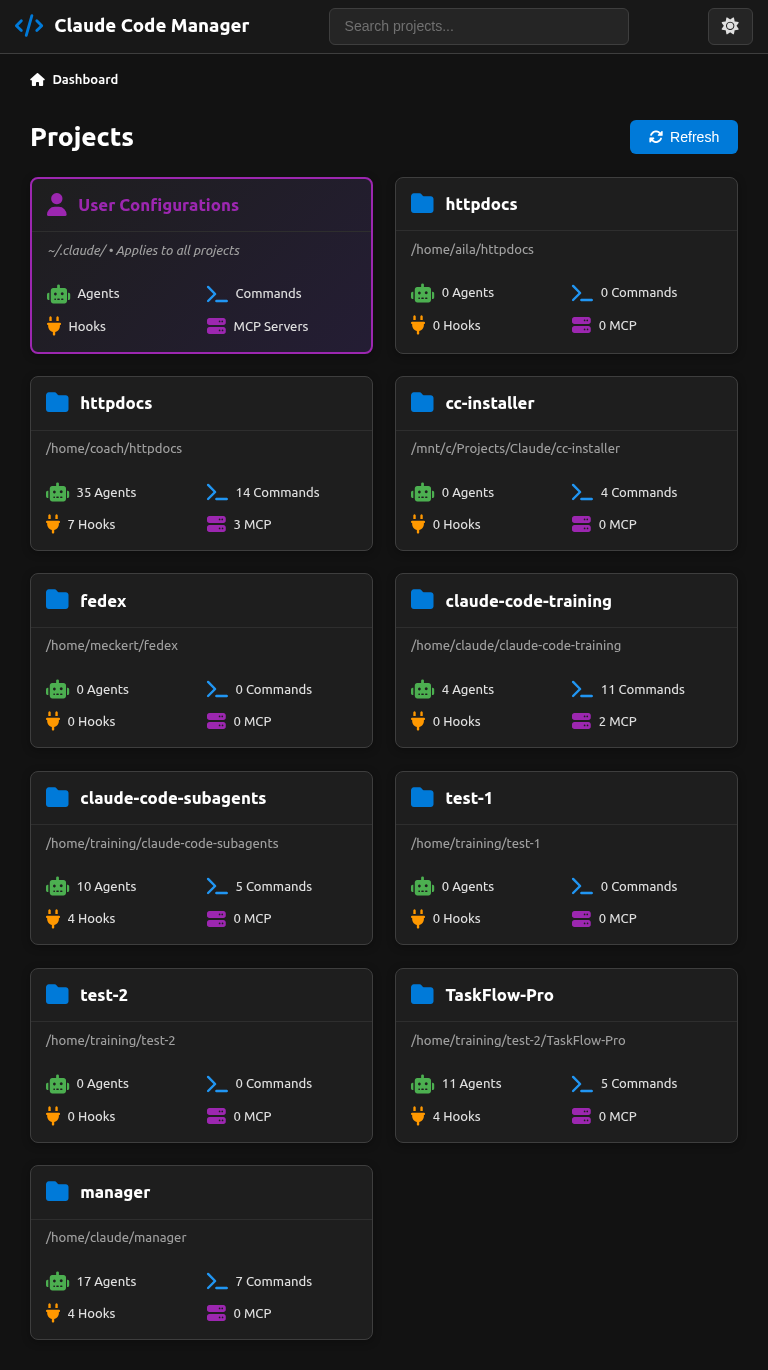 Claude Code Manager
Search projects...
Dashboard
Projects
Refresh
User Configurations
~/.claude/ • Applies to all projects
Agents
Commands
Hooks
MCP Servers
httpdocs
/home/aila/httpdocs
0 Agents
0 Commands
0 Hooks
0 MCP
httpdocs
/home/coach/httpdocs
35 Agents
14 Commands
7 Hooks
3 MCP
cc-installer
/mnt/c/Projects/Claude/cc-installer
0 Agents
4 Commands
0 Hooks
0 MCP
fedex
/home/meckert/fedex
0 Agents
0 Commands
0 Hooks
0 MCP
claude-code-training
/home/claude/claude-code-training
4 Agents
11 Commands
0 Hooks
2 MCP
claude-code-subagents
/home/training/claude-code-subagents
10 Agents
5 Commands
4 Hooks
0 MCP
test-1
/home/training/test-1
0 Agents
0 Commands
0 Hooks
0 MCP
test-2
/home/training/test-2
0 Agents
0 Commands
0 Hooks
0 MCP
TaskFlow-Pro
/home/training/test-2/TaskFlow-Pro
11 Agents
5 Commands
4 Hooks
0 MCP
manager
/home/claude/manager
17 Agents
7 Commands
4 Hooks
0 MCP